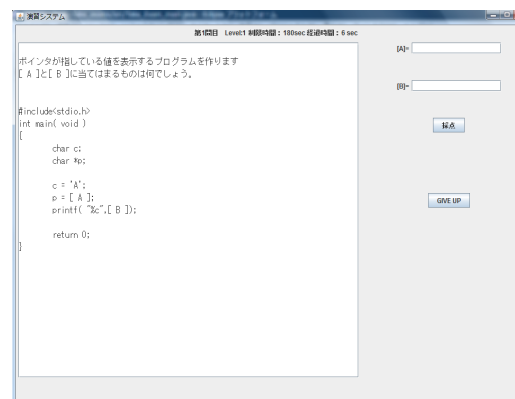 演習システム
第1問目 Level:1 制限時間：180sec 経過時間：6 sec
ポインタが指している値を表示するプログラムを作ります
[ A ]と[ B ]に当てはまるものは何でしょう。
#include<stdio.h>
int main( void )
{
char c;
char *p;
c = 'A';
p = [ A ];
printf( "%c",[ B ]);
return 0;
}
[A]=
[B]=
採点
GIVE UP